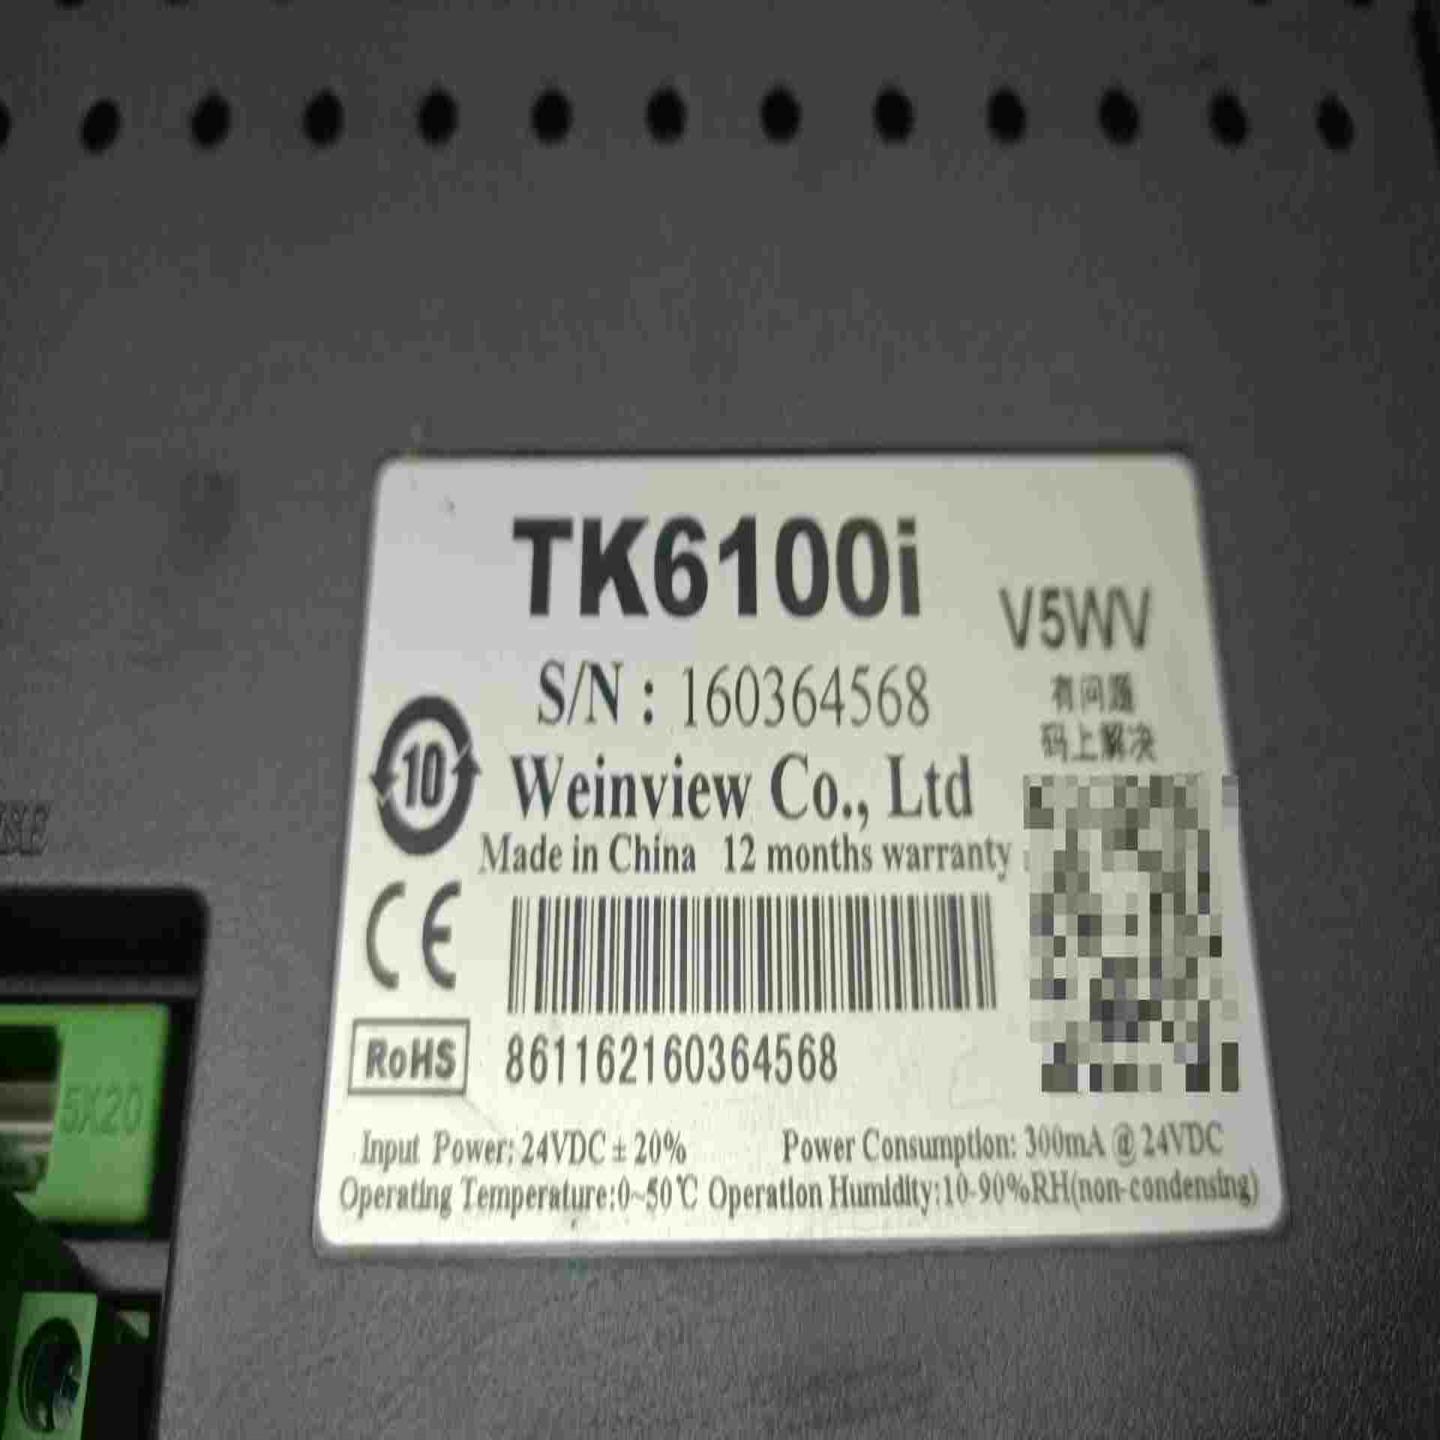 TK6100i
V5WV
S/N : 160364568
有问题
码上解决
10
Weinview Co., Ltd
Made in China 12 months warranty
CE
RoHS
861162160364568
Input Power: 24VDC ± 20% Power Consumption: 300mA @ 24VDC
Operating Temperature:0~50℃ Operation Humidity:10-90%RH(non-condensing)
5X20